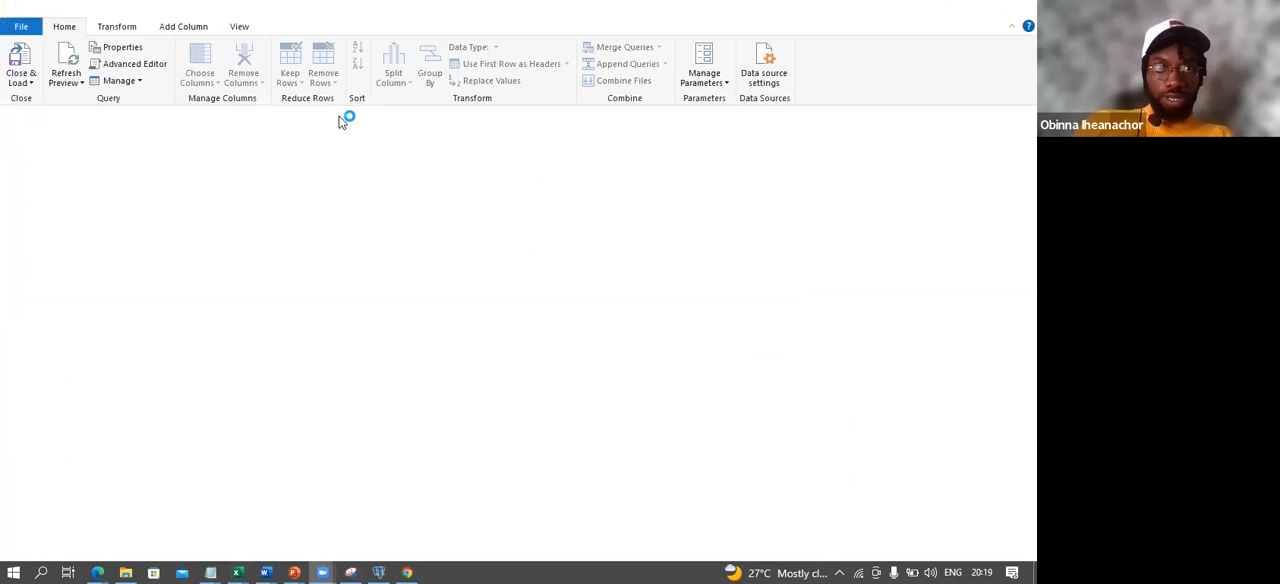 File Home Transform Add Column View
Properties
Advanced Editor
Manage
Close & Load
Refresh Preview
Query
Close
Choose Columns
Remove Columns
Manage Columns
Keep Rows
Remove Rows
Reduce Rows
Sort
Split Column
Group By
Data Type:
Use First Row as Headers
Replace Values
Transform
Merge Queries
Append Queries
Combine Files
Combine
Manage Parameters
Parameters
Data source settings
Data Sources
Obinna Iheanachor
27°C Mostly cl... ENG 20:19